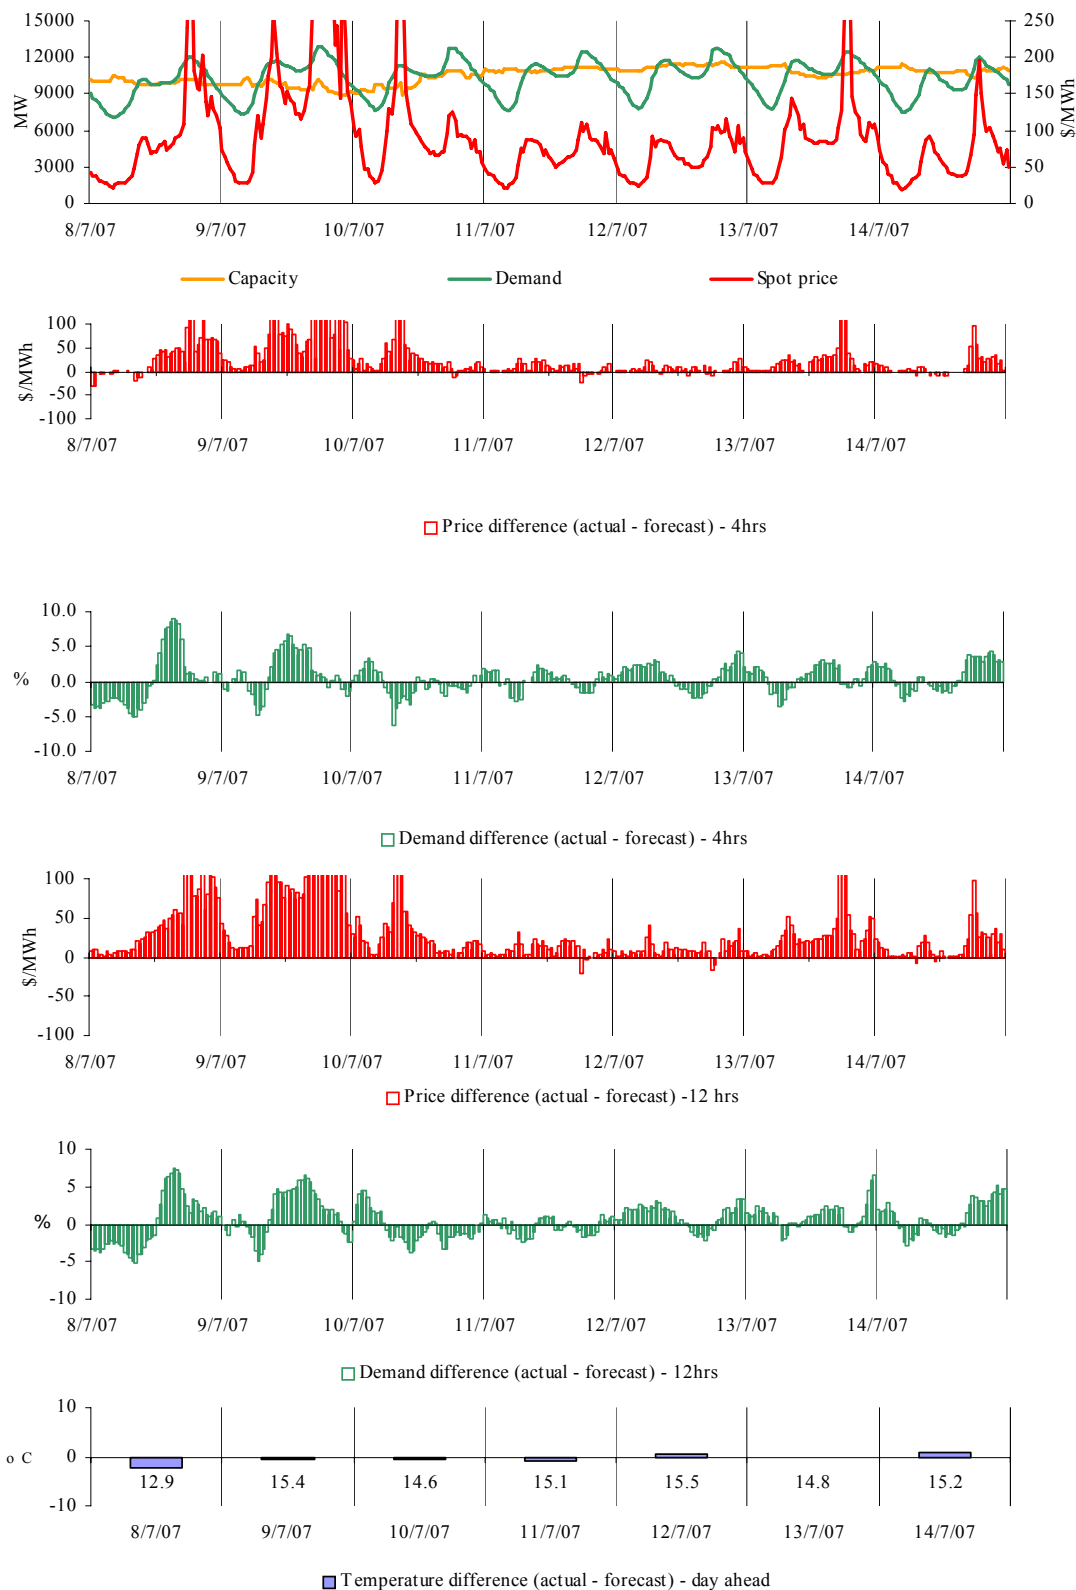 15000 250
12000 200
9000 150
6000 100
3000 50
0 0
MW
$/MWh
8/7/07 9/7/07 10/7/07 11/7/07 12/7/07 13/7/07 14/7/07
Capacity Demand Spot price
100
50
0
-50
-100
$/MWh
8/7/07 9/7/07 10/7/07 11/7/07 12/7/07 13/7/07 14/7/07
Price difference (actual - forecast) - 4hrs
10.0
5.0
0.0
-5.0
-10.0
%
8/7/07 9/7/07 10/7/07 11/7/07 12/7/07 13/7/07 14/7/07
Demand difference (actual - forecast) - 4hrs
100
50
0
-50
-100
$/MWh
8/7/07 9/7/07 10/7/07 11/7/07 12/7/07 13/7/07 14/7/07
Price difference (actual - forecast) -12 hrs
10
5
0
-5
-10
%
8/7/07 9/7/07 10/7/07 11/7/07 12/7/07 13/7/07 14/7/07
Demand difference (actual - forecast) - 12hrs
10
0
-10
o C
12.9 15.4 14.6 15.1 15.5 14.8 15.2
8/7/07 9/7/07 10/7/07 11/7/07 12/7/07 13/7/07 14/7/07
Temperature difference (actual - forecast) - day ahead